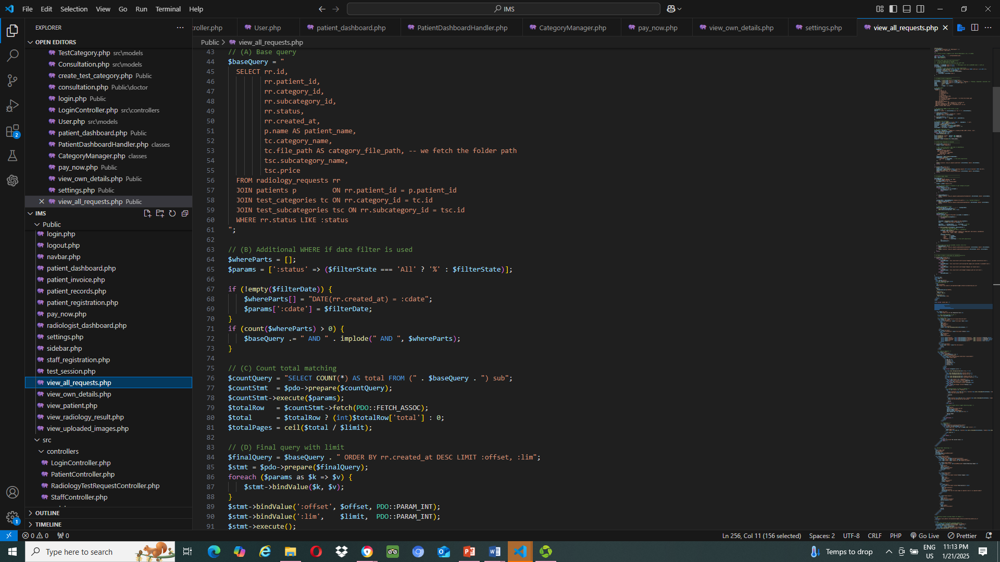 File Edit Selection View Go Run Terminal Help
IMS
EXPLORER
troller.php
User.php
patient_dashboard.php
PatientDashboardHandler.php
CategoryManager.php
pay_now.php
view_own_details.php
settings.php
view_all_requests.php
Public > view_all_requests.php
OPEN EDITORS
TestCategory.php src\models
Consultation.php src\models
create_test_category.php Public
consultation.php Public\doctor
login.php Public
LoginController.php src\controllers
User.php src\models
patient_dashboard.php Public
PatientDashboardHandler.php classes
CategoryManager.php classes
pay_now.php Public
view_own_details.php Public
settings.php Public
view_all_requests.php Public
IMS
Public
login.php
logout.php
navbar.php
patient_dashboard.php
patient_invoice.php
patient_records.php
patient_registration.php
pay_now.php
radiologist_dashboard.php
settings.php
sidebar.php
staff_registration.php
test_session.php
view_all_requests.php
view_own_details.php
view_patient.php
view_radiology_result.php
view_uploaded_images.php
src
controllers
LoginController.php
PatientController.php
RadiologyTestRequestController.php
StaffController.php
OUTLINE
TIMELINE
2
1
43 // (A) Base query
44 $baseQuery = "
45 SELECT rr.id,
46 rr.patient_id,
47 rr.category_id,
48 rr.subcategory_id,
49 rr.status,
50 rr.created_at,
51 p.name AS patient_name,
52 tc.category_name,
53 tc.file_path AS category_file_path, -- we fetch the folder path
54 tsc.subcategory_name,
55 tsc.price
56 FROM radiology_requests rr
57 JOIN patients p ON rr.patient_id = p.patient_id
58 JOIN test_categories tc ON rr.category_id = tc.id
59 JOIN test_subcategories tsc ON rr.subcategory_id = tsc.id
60 WHERE rr.status LIKE :status
61 ";
62
63 // (B) Additional WHERE if date filter is used
64 $whereParts = [];
65 $params = [':status' => ($filterState === 'All' ? '%' : $filterState)];
66
67 if (!empty($filterDate)) {
68 $whereParts[] = "DATE(rr.created_at) = :cdate";
69 $params[':cdate'] = $filterDate;
70 }
71 if (count($whereParts) > 0) {
72 $baseQuery .= " AND " . implode(" AND ", $whereParts);
73 }
74
75 // (C) Count total matching
76 $countQuery = "SELECT COUNT(*) AS total FROM (" . $baseQuery . ") sub";
77 $countStmt = $pdo->prepare($countQuery);
78 $countStmt->execute($params);
79 $totalRow = $countStmt->fetch(PDO::FETCH_ASSOC);
80 $total = $totalRow ? (int)$totalRow['total'] : 0;
81 $totalPages = ceil($total / $limit);
82
83 // (D) Final query with limit
84 $finalQuery = $baseQuery . " ORDER BY rr.created_at DESC LIMIT :offset, :lim";
85 $stmt = $pdo->prepare($finalQuery);
86 foreach ($params as $k => $v) {
87 $stmt->bindValue($k, $v);
88 }
89 $stmt->bindValue(':offset', $offset, PDO::PARAM_INT);
90 $stmt->bindValue(':lim', $limit, PDO::PARAM_INT);
91 $stmt->execute();
0 0 0
Ln 256, Col 11 (156 selected) Spaces: 2 UTF-8 CRLF PHP Go Live Prettier
Type here to search
Temps to drop
ENG
US
11:13 PM
1/21/2025